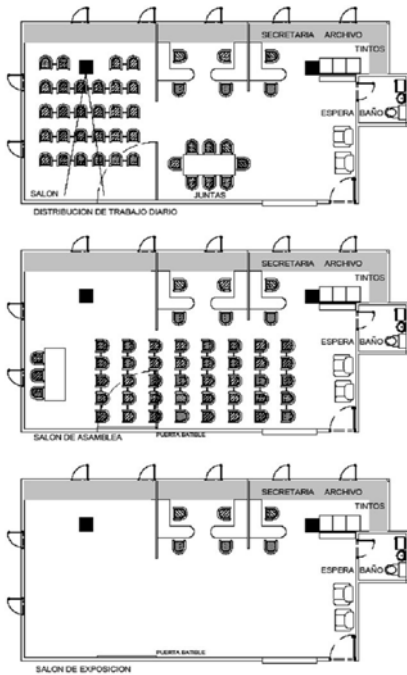 SECRETARIA ARCHIVO
TINTOS
ESPERA BAÑO
SALON
JUNTAS
DISTRIBUCION DE TRABAJO DIARIO
SECRETARIA ARCHIVO
TINTOS
ESPERA BAÑO
SALON DE ASAMBLEA
PUERTA BATIBLE
SECRETARIA ARCHIVO
TINTOS
ESPERA BAÑO
PUERTA BATIBLE
SALON DE EXPOSICION